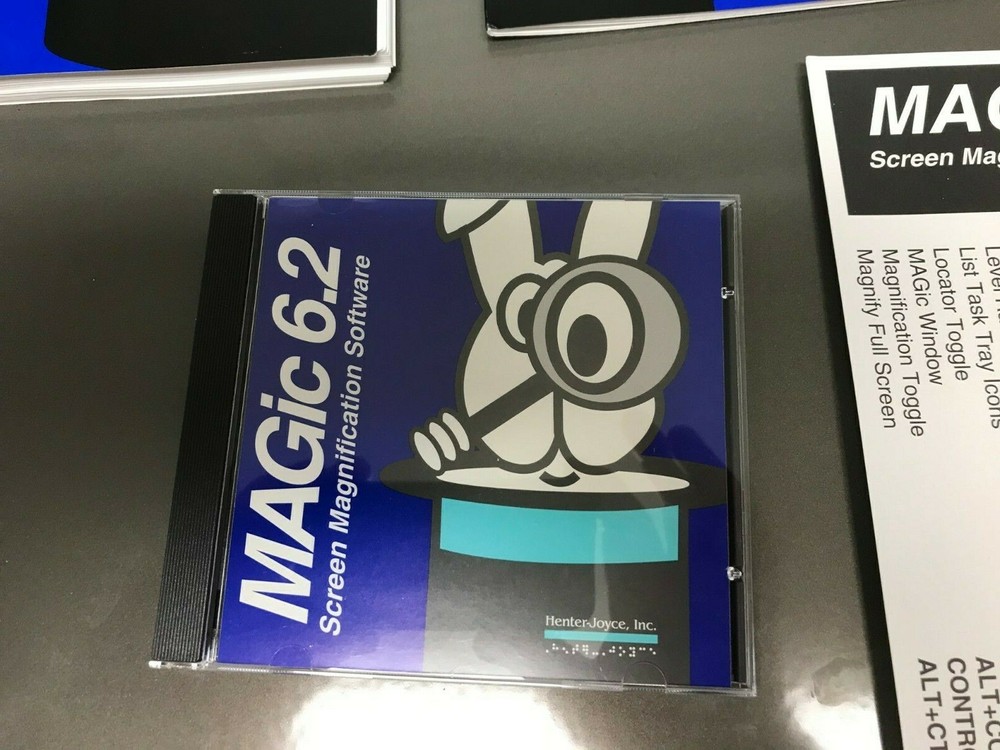 MAGic 6.2
Screen Magnification Software
Henter-Joyce, Inc.
MAG
Screen Mag
List Task Tray Icons
Locator Toggle
MAGic Window
Magnification Toggle
Magnify Full Screen